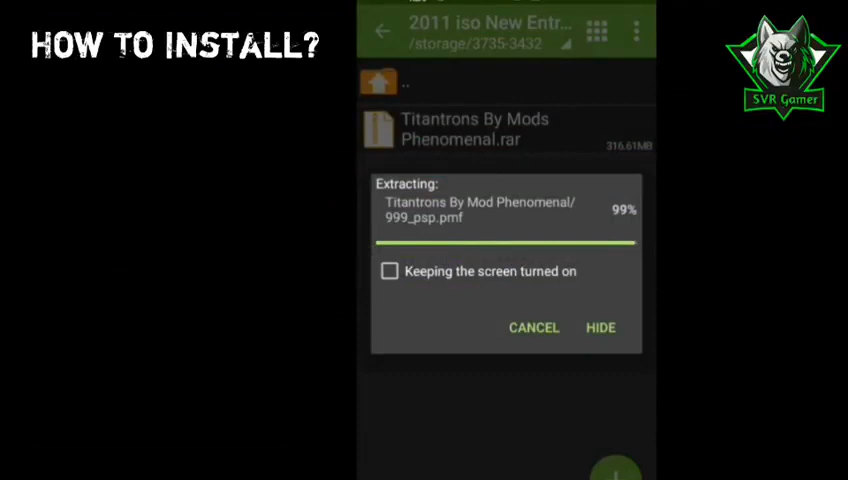 HOW TO INSTALL?
2011 iso New Entr...
/storage/3735-3432
SVR Gamer
..
Titantrons By Mods
Phenomenal.rar
316.61MB
Extracting:
Titantrons By Mod Phenomenal/
999_psp.pmf
99%
Keeping the screen turned on
CANCEL
HIDE